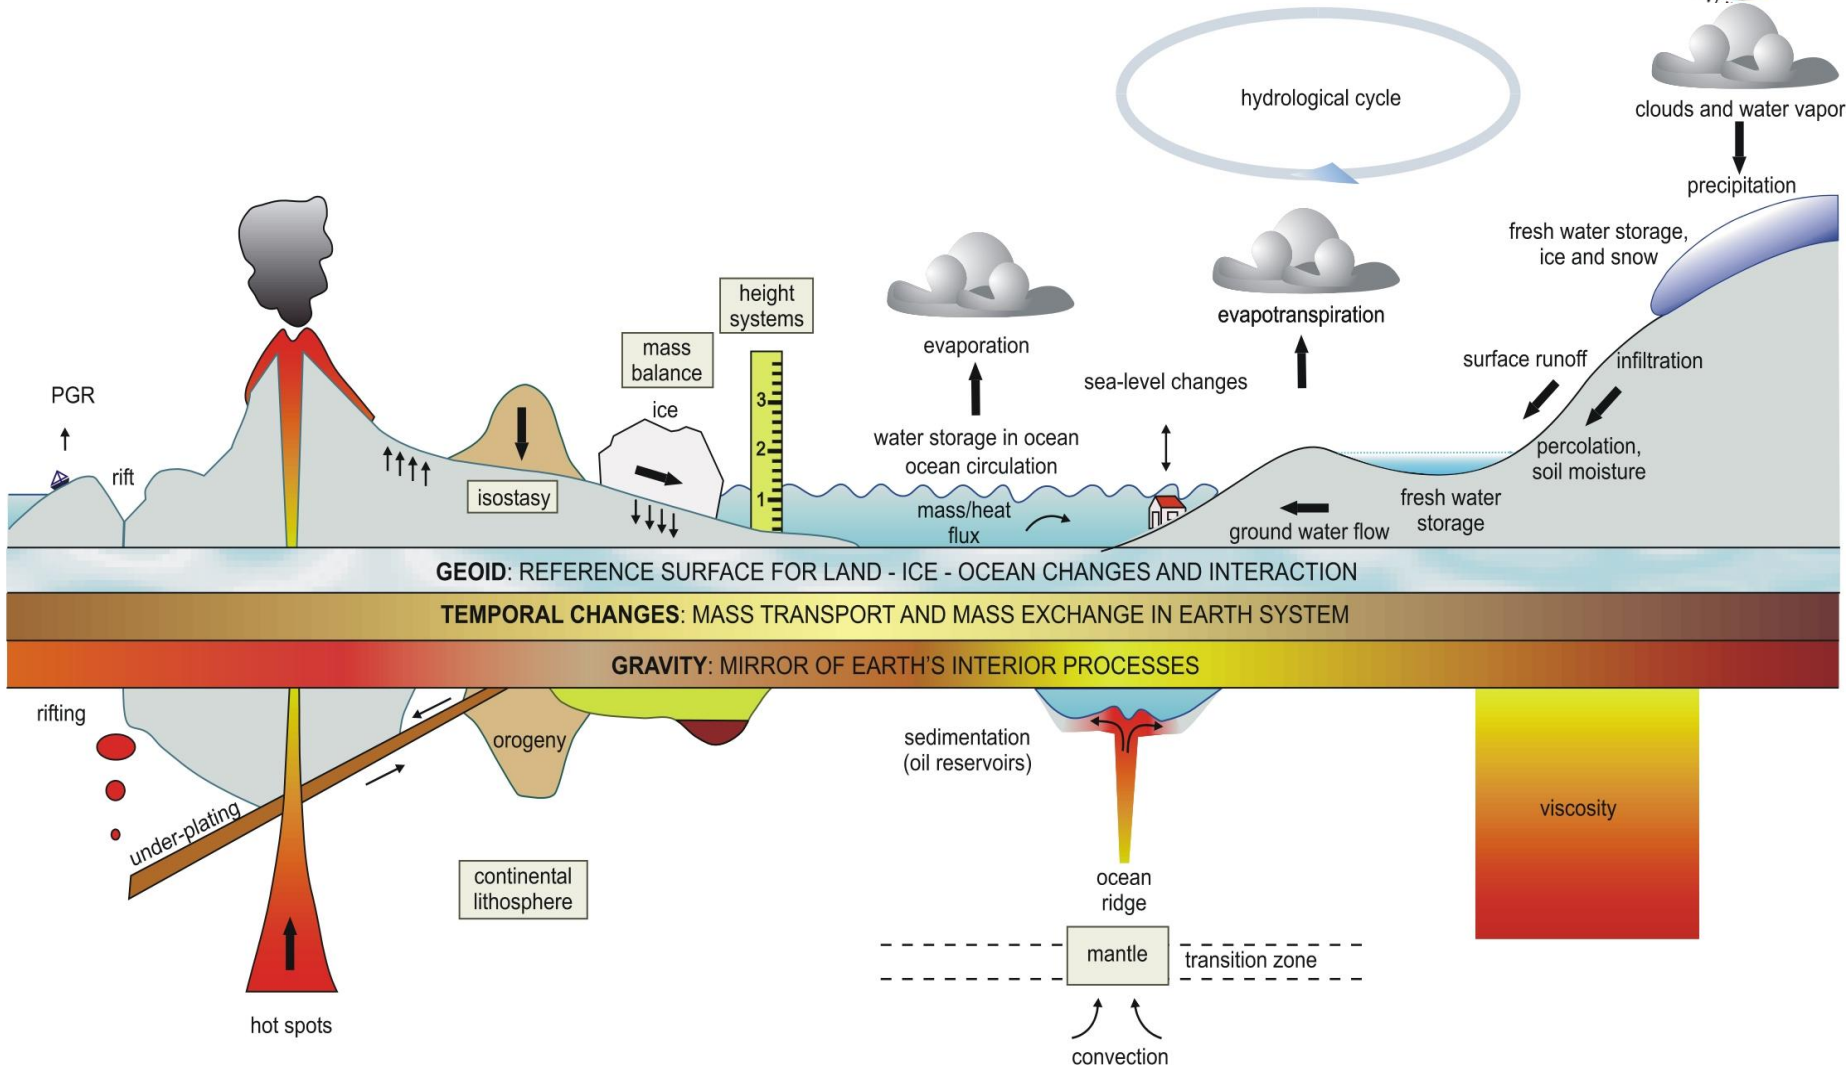 hydrological cycle
clouds and water vapor
precipitation
fresh water storage,
ice and snow
height
systems
evapotranspiration
mass
balance
evaporation
surface runoff
infiltration
sea-level changes
PGR
ice
3
2
1
water storage in ocean
ocean circulation
percolation,
soil moisture
rift
isostasy
mass/heat
flux
fresh water
storage
ground water flow
GEOID: REFERENCE SURFACE FOR LAND - ICE - OCEAN CHANGES AND INTERACTION
TEMPORAL CHANGES: MASS TRANSPORT AND MASS EXCHANGE IN EARTH SYSTEM
GRAVITY: MIRROR OF EARTH'S INTERIOR PROCESSES
rifting
orogeny
sedimentation
(oil reservoirs)
under-plating
viscosity
continental
lithosphere
ocean
ridge
mantle
transition zone
hot spots
convection